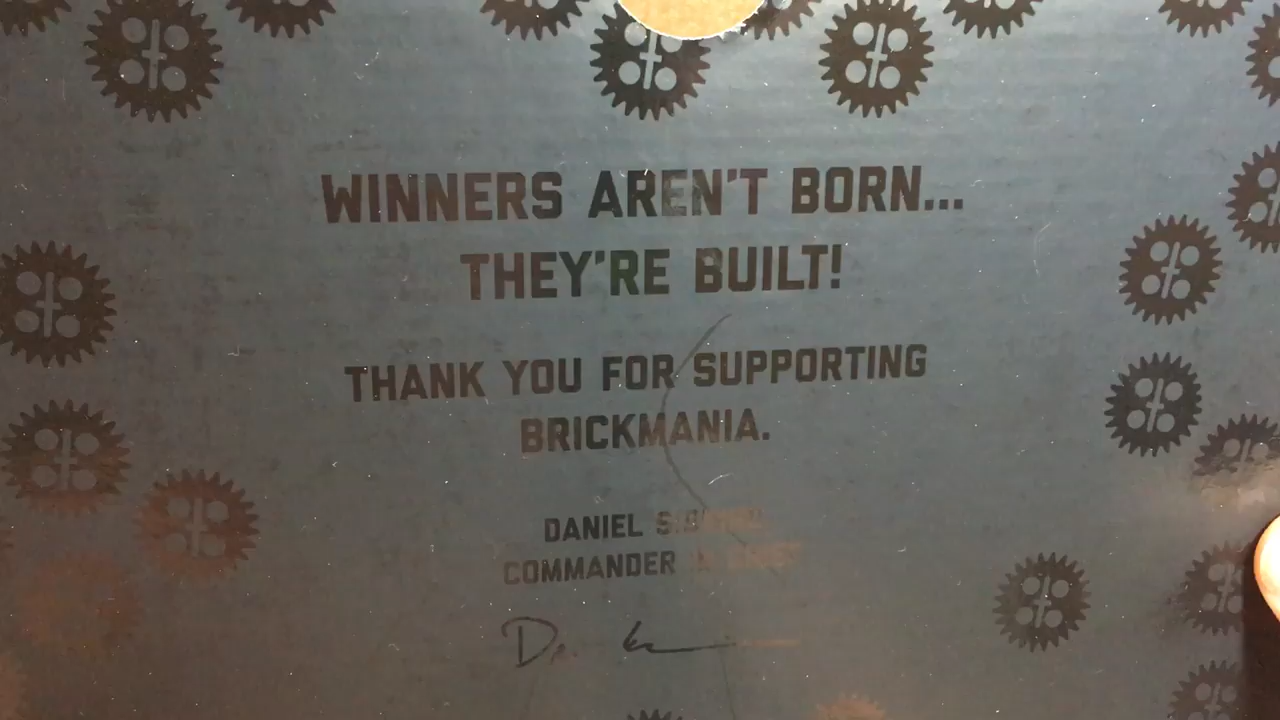 WINNERS AREN'T BORN...
THEY'RE BUILT!
THANK YOU FOR SUPPORTING
BRICKMANIA.
DANIEL
COMMANDER